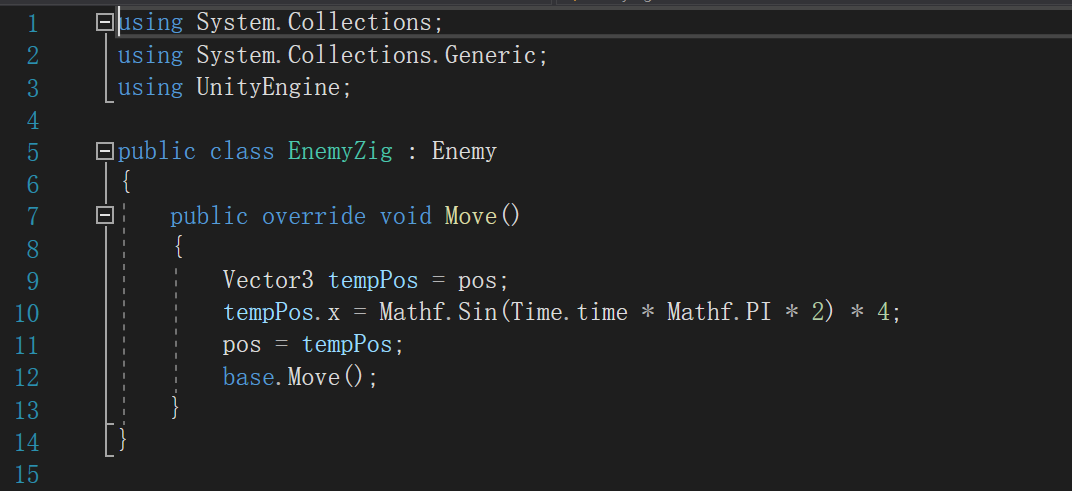 1 using System.Collections;
2 using System.Collections.Generic;
3 using UnityEngine;
4
5 public class EnemyZig : Enemy
6 {
7 public override void Move()
8 {
9 Vector3 tempPos = pos;
10 tempPos.x = Mathf.Sin(Time.time * Mathf.PI * 2) * 4;
11 pos = tempPos;
12 base.Move();
13 }
14 }
15